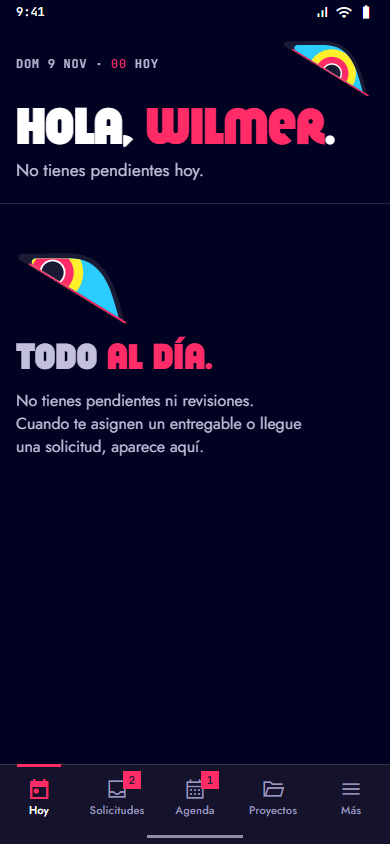 9:41
DOM 9 NOV · 00 HOY
HOLA, WILMER.
No tienes pendientes hoy.
TODO AL DÍA.
No tienes pendientes ni revisiones.
Cuando te asignen un entregable o llegue
una solicitud, aparece aquí.
2
1
Hoy
Solicitudes
Agenda
Proyectos
Más